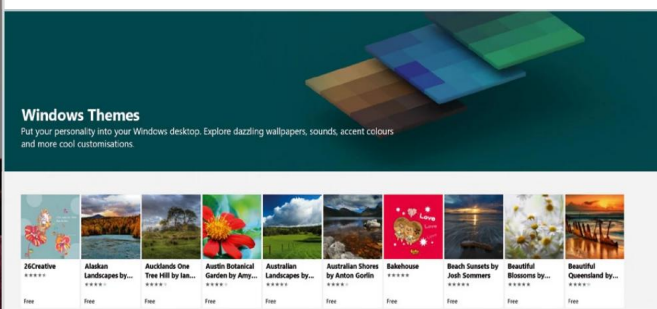 Windows Themes
Put your personality into your Windows desktop. Explore dazzling wallpapers, sounds, accent colours
and more cool customisations.
Love
26Creative
Alaskan
Landscapes by...
Aucklands One
Tree Hill by Ian...
Austin Botanical
Garden by Amy...
Australian
Landscapes by...
Australian Shores
by Anton Gorlin
Bakehouse
Beach Sunsets by
Josh Sommers
Beautiful
Blossoms by...
Beautiful
Queensland by...
Free
Free
Free
Free
Free
Free
Free
Free
Free
Free